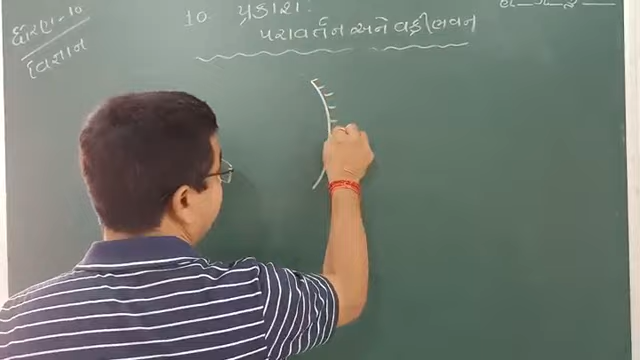 ધોરણ-10
વિજ્ઞાન
10. પ્રકાશ:
પરાવર્તન અને વક્રીભવન